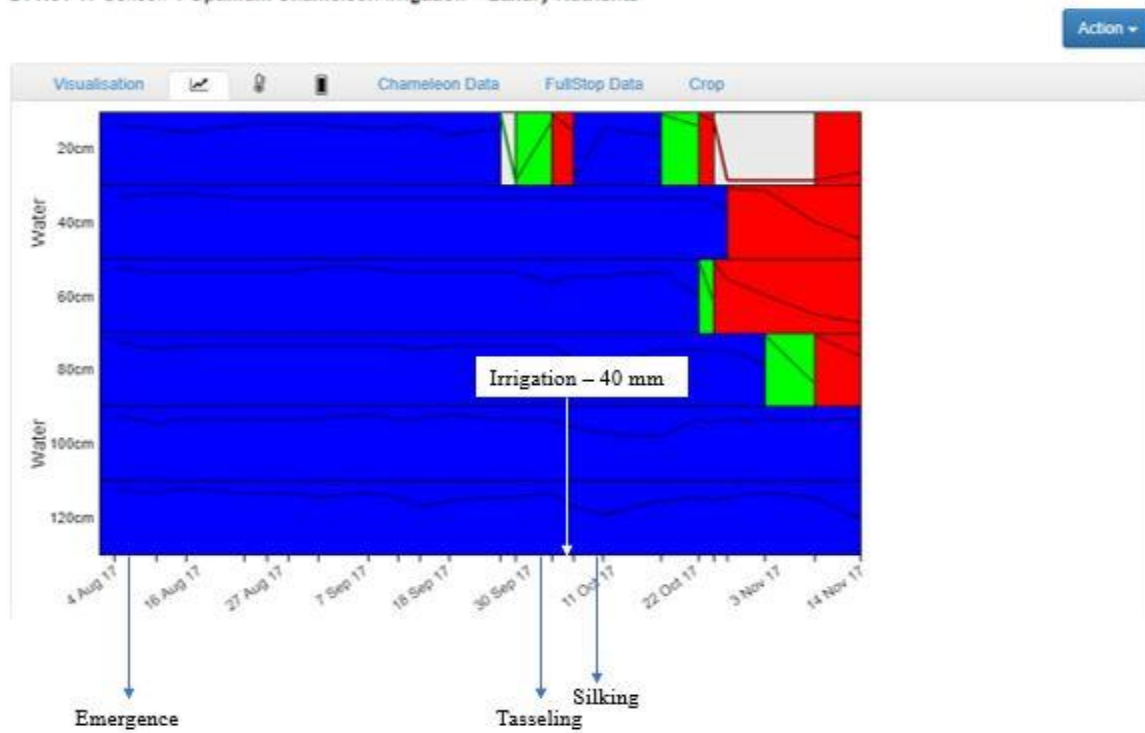 Action
Visualisation Chameleon Data FullStop Data Crop
Water
20cm
40cm
60cm
80cm
Water
100cm
120cm
Irrigation – 40 mm
4 Aug 17 16 Aug 17 27 Aug 17 7 Sep 17 18 Sep 17 30 Sep 17 11 Oct 17 22 Oct 17 3 Nov 17 14 Nov 17
Silking
Emergence Tasseling